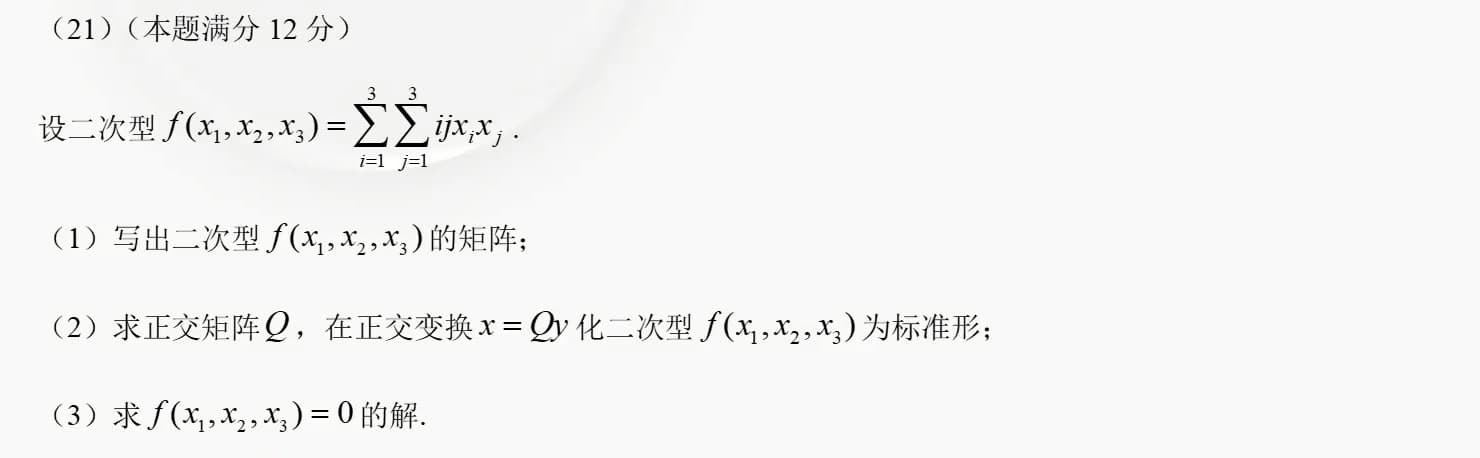 （21）（本题满分 12 分）
设二次型 $f(x_1, x_2, x_3) = \sum_{i=1}^{3} \sum_{j=1}^{3} ijx_i x_j$ .
（1）写出二次型 $f(x_1, x_2, x_3)$ 的矩阵；
（2）求正交矩阵 $Q$，在正交变换 $x = Qy$ 化二次型 $f(x_1, x_2, x_3)$ 为标准形；
（3）求 $f(x_1, x_2, x_3) = 0$ 的解.